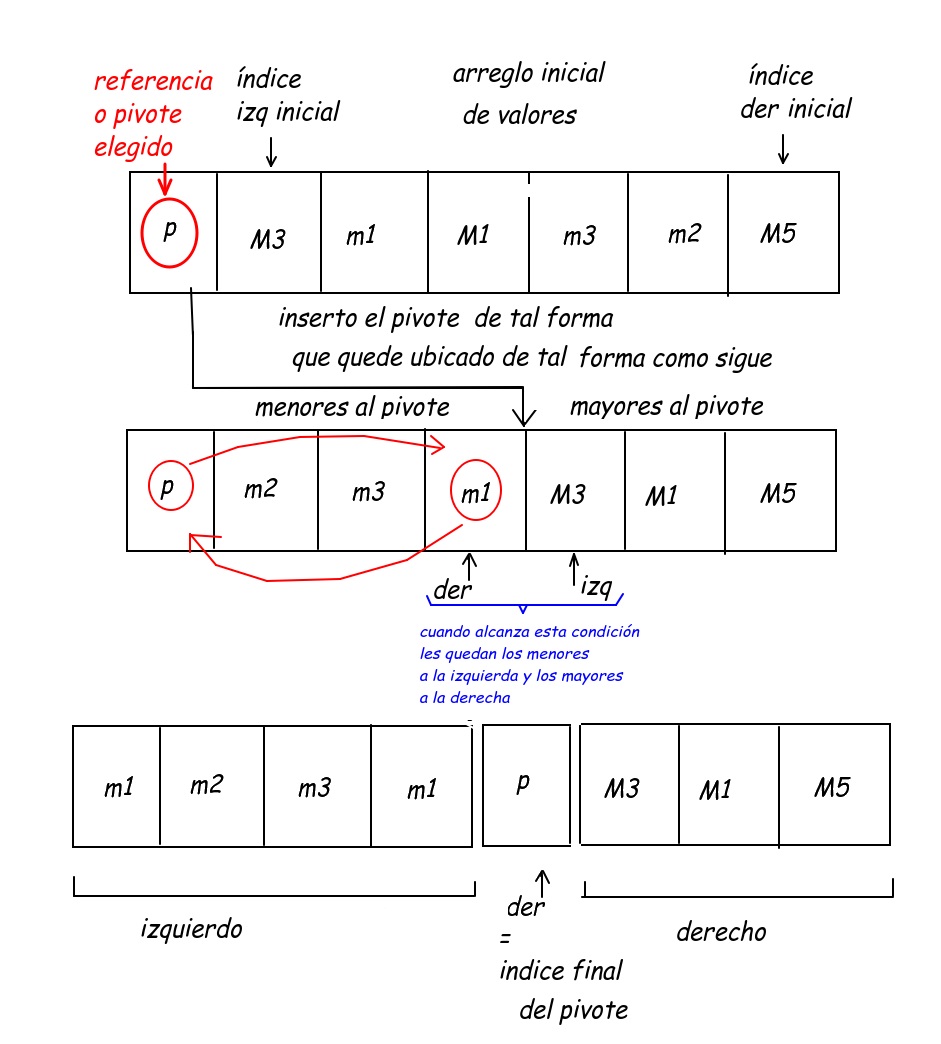 referencia
o pivote
elegido
índice
izq inicial
arreglo inicial
de valores
índice
der inicial
p M3 m1 M1 m3 m2 M5
inserto el pivote de tal forma
que quede ubicado de tal forma como sigue
menores al pivote mayores al pivote
p m2 m3 m1 M3 M1 M5
der izq
cuando alcanza esta condición
les quedan los menores
a la izquierda y los mayores
a la derecha
m1 m2 m3 m1 p M3 M1 M5
izquierdo
der
=
indice final
del pivote
derecho